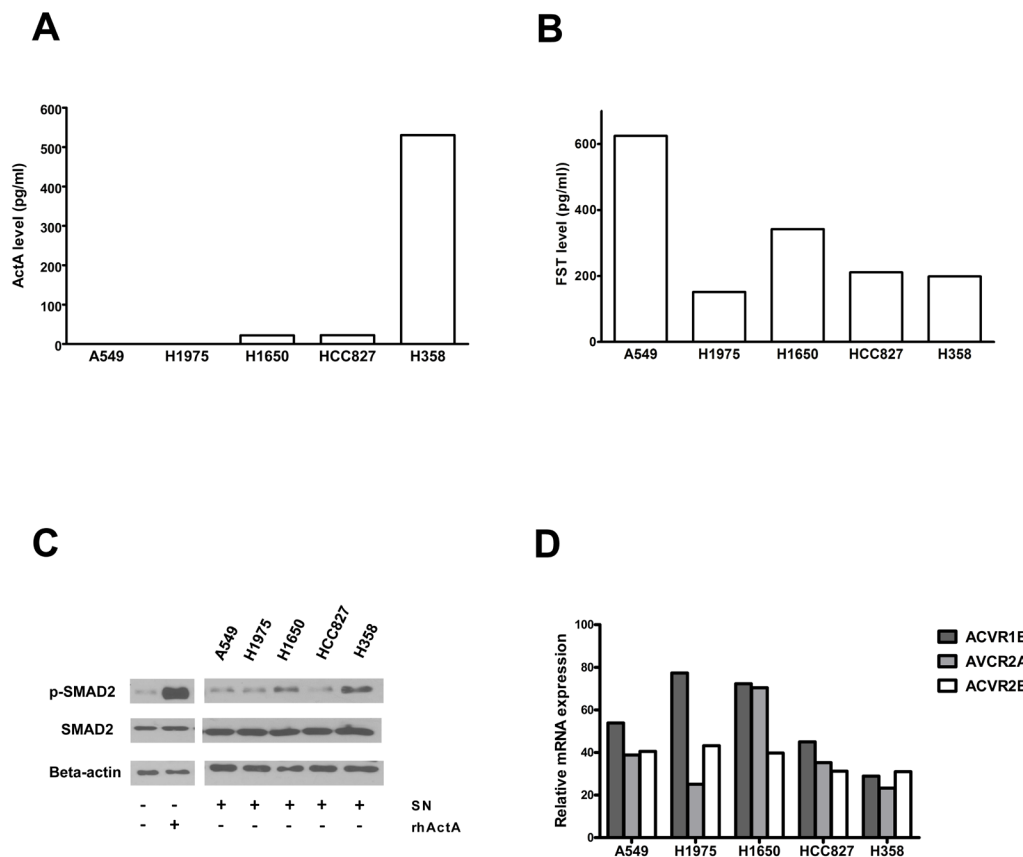 A
B
ActA level (pg/ml)
600
500
400
300
200
100
0
A549 H1975 H1650 HCC827 H358
FST level (pg/ml))
600
400
200
0
A549 H1975 H1650 HCC827 H358
C
D
A549 H1975 H1650 HCC827 H358
p-SMAD2
SMAD2
Beta-actin
- - + + + + + SN
- + rhActA
Relative mRNA expression
100
80
60
40
20
0
A549 H1975 H1650 HCC827 H358
ACVR1B
AVCR2A
ACVR2B